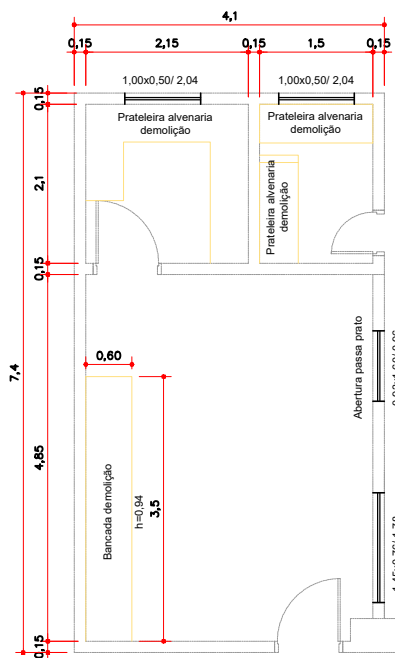 4,1
0,15 2,15 0,15 1,5 0,15
1,00x0,50/ 2,04
1,00x0,50/ 2,04
0,15
Prateleira alvenaria
demolição
Prateleira alvenaria
demolição
2,1
Prateleira alvenaria
demolição
0,15
7,4
0,60
Abertura passa prato
4,85
Bancada demolição
h=0,94
3,5
0,15